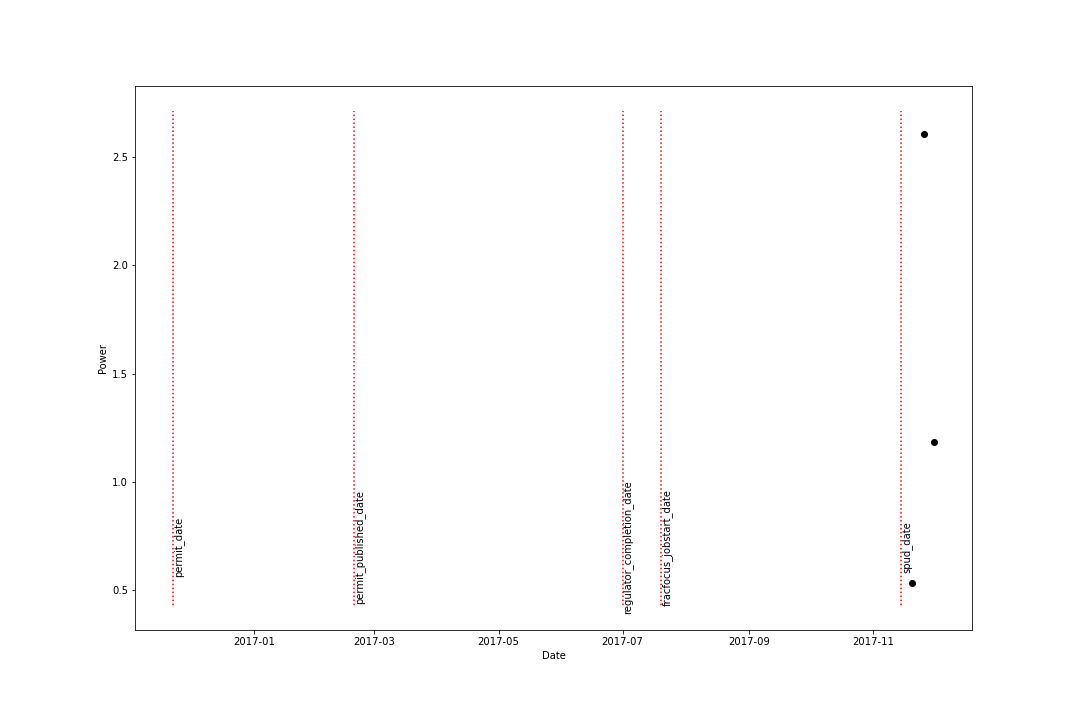 2.5
2.0
1.5
1.0
0.5
Power
permit_date
permit_published_date
regulator_completion_date
fracfocus_jobstart_date
spud_date
2017-01
2017-03
2017-05
2017-07
2017-09
2017-11
Date